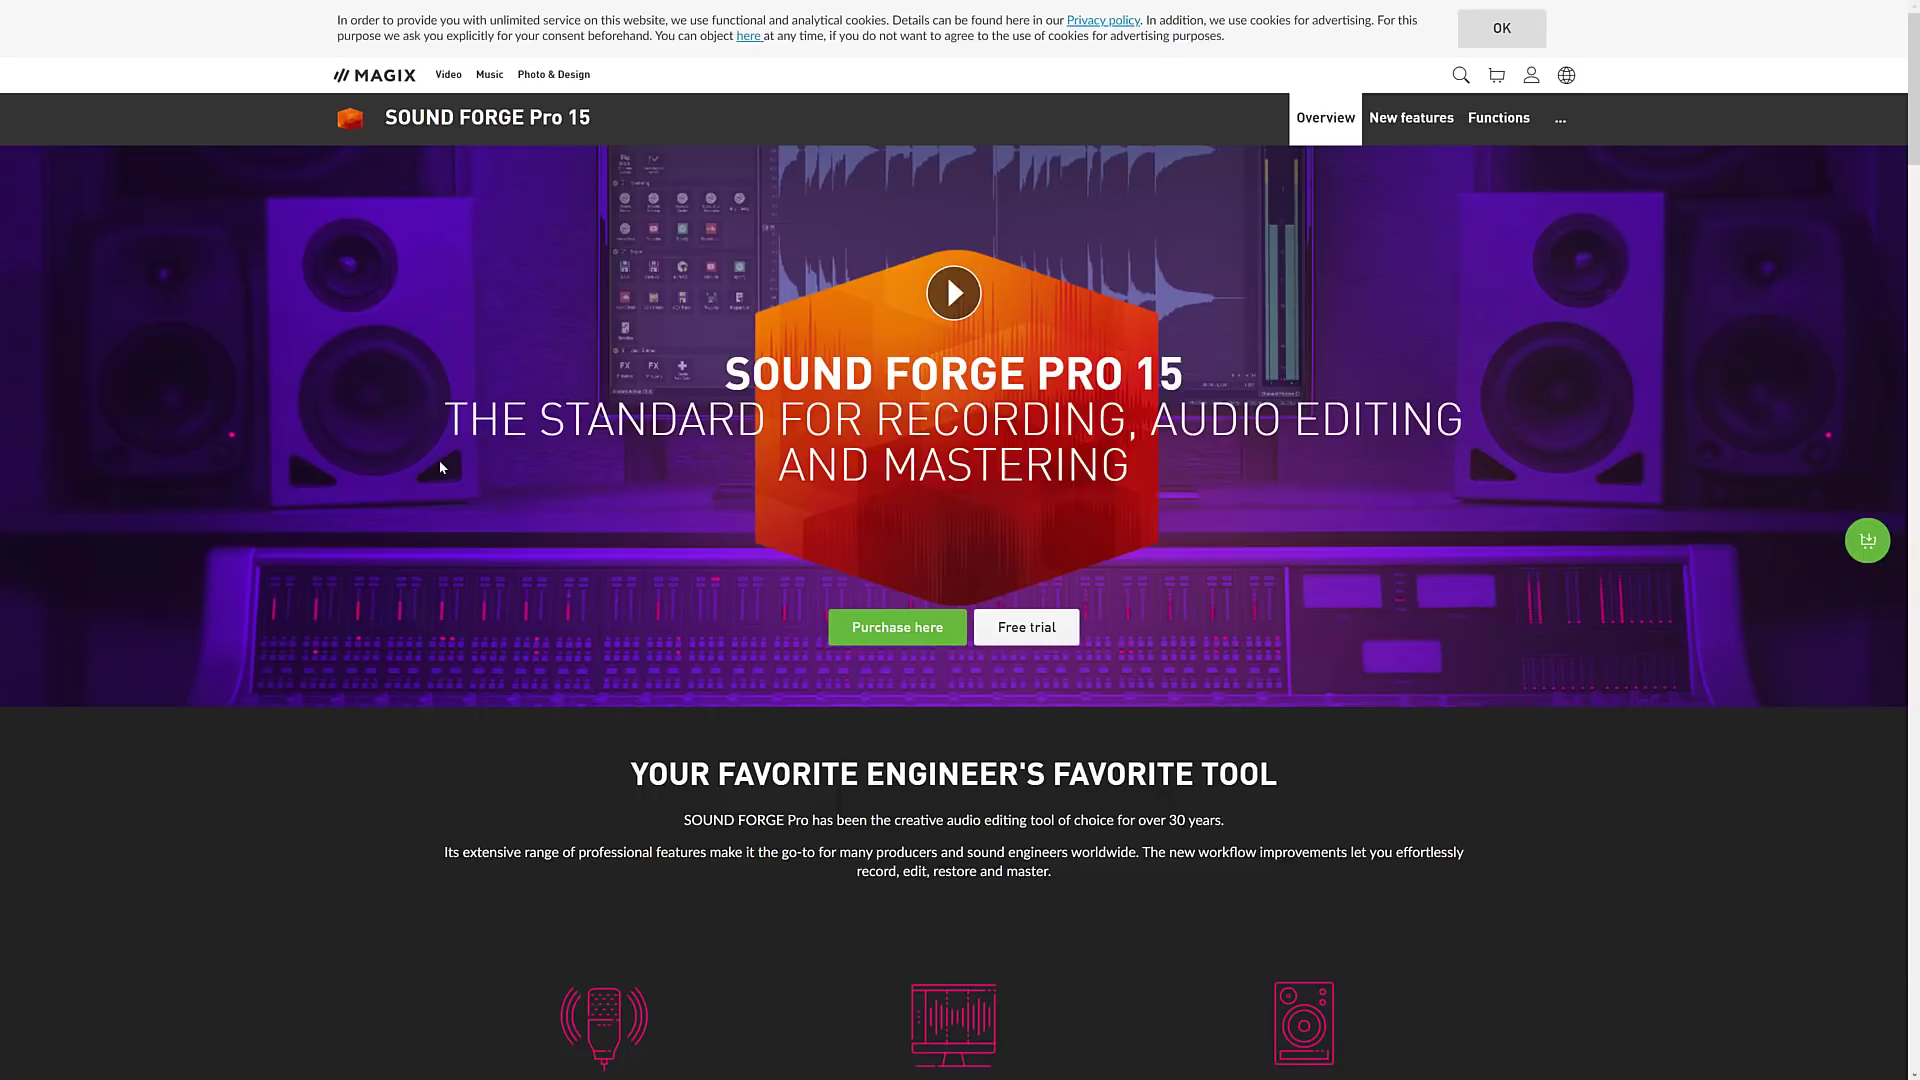 In order to provide you with unlimited service on this website, we use functional and analytical cookies. Details can be found here in our Privacy policy. In addition, we use cookies for advertising. For this
purpose we ask you explicitly for your consent beforehand. You can object here at any time, if you do not want to agree to the use of cookies for advertising purposes.
OK
MAGIX Video Music Photo & Design
SOUND FORGE Pro 15
Overview New features Functions ...
SOUND FORGE PRO 15
THE STANDARD FOR RECORDING, AUDIO EDITING
AND MASTERING
Purchase here Free trial
YOUR FAVORITE ENGINEER'S FAVORITE TOOL
SOUND FORGE Pro has been the creative audio editing tool of choice for over 30 years.
Its extensive range of professional features make it the go-to for many producers and sound engineers worldwide. The new workflow improvements let you effortlessly
record, edit, restore and master.